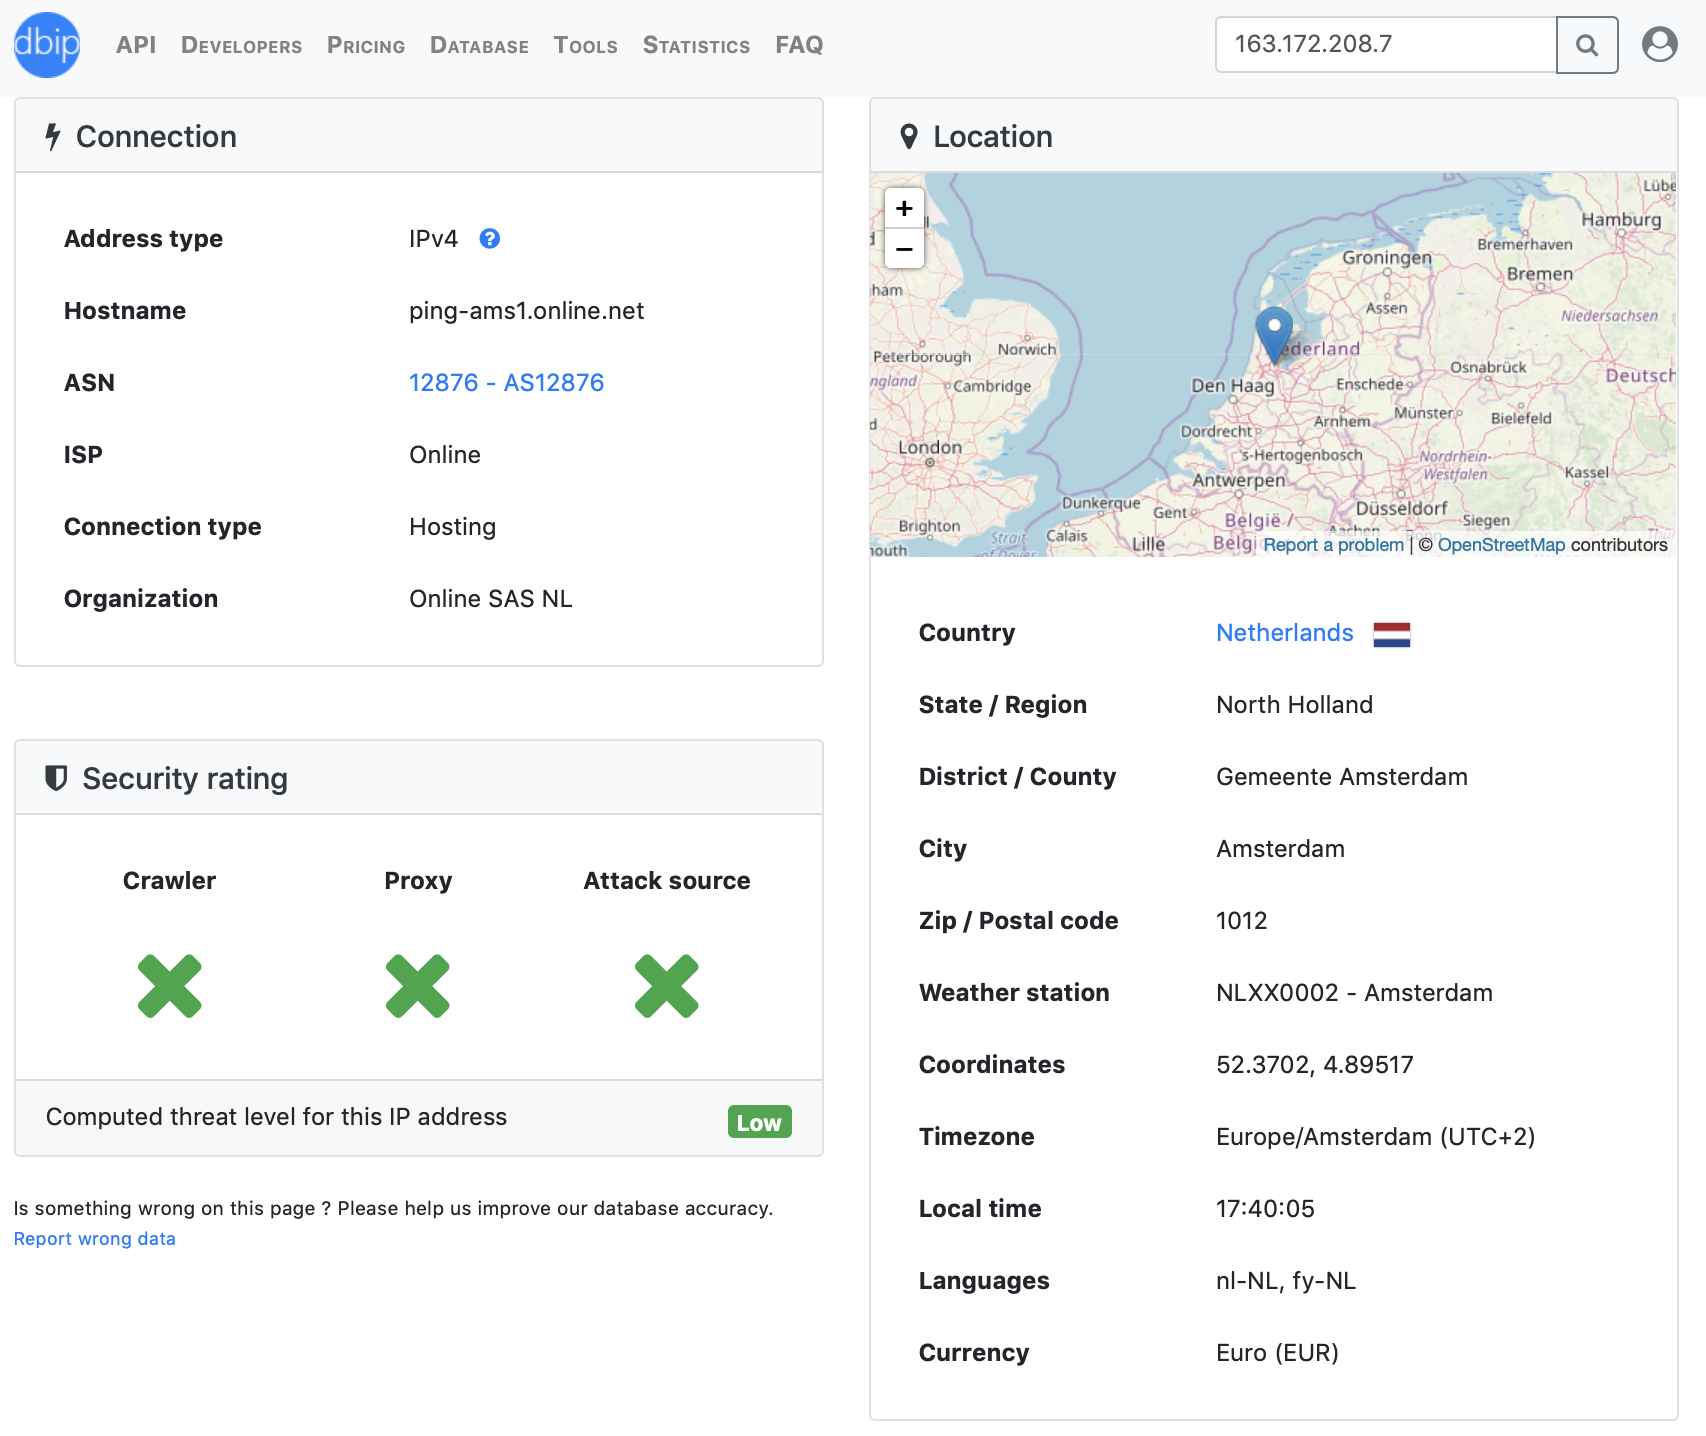 dbip API Developers Pricing Database Tools Statistics FAQ 163.172.208.7
Connection
Address type IPv4 ?
Hostname ping-ams1.online.net
ASN 12876 - AS12876
ISP Online
Connection type Hosting
Organization Online SAS NL
Security rating
Crawler Proxy Attack source
Computed threat level for this IP address Low
Is something wrong on this page ? Please help us improve our database accuracy.
Report wrong data
Location
+
−
Lübe
Hamburg
Bremerhaven
Groningen
Bremen
ham
Assen
Niedersachsen
Norwich
Peterborough
ederland
Osnabrück
ngland
Cambridge
Den Haag
Enschede
Deutsch
Arnhem
Münster
Bielefeld
Dordrecht
London
's-Hertogenbosch
Nordrhein-
Westfalen
Kassel
Antwerpen
Dunkerque
Gent
Düsseldorf
Brighton
België /
Siegen
Strait
of Dover
Calais
Lille
Belgi
Aachen
Bonn
mouth
Thu
Report a problem | © OpenStreetMap contributors
Country Netherlands
State / Region North Holland
District / County Gemeente Amsterdam
City Amsterdam
Zip / Postal code 1012
Weather station NLXX0002 - Amsterdam
Coordinates 52.3702, 4.89517
Timezone Europe/Amsterdam (UTC+2)
Local time 17:40:05
Languages nl-NL, fy-NL
Currency Euro (EUR)